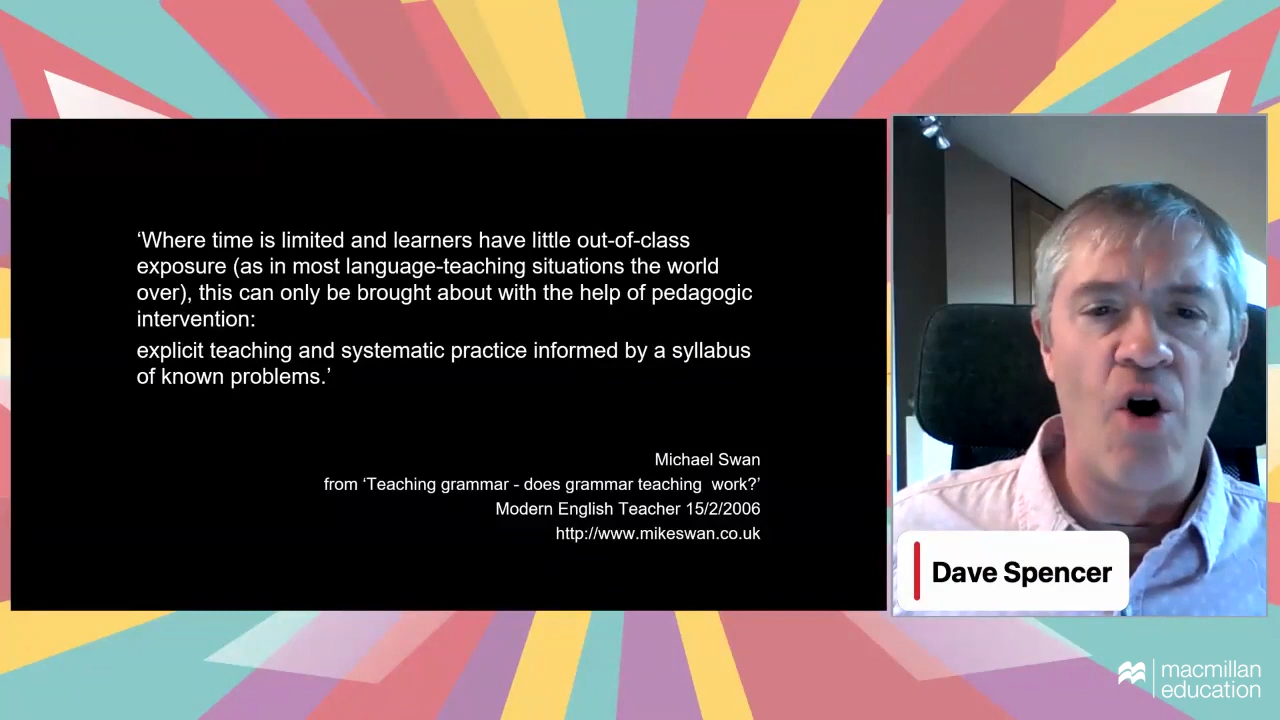 ‘Where time is limited and learners have little out-of-class
exposure (as in most language-teaching situations the world
over), this can only be brought about with the help of pedagogic
intervention:
explicit teaching and systematic practice informed by a syllabus
of known problems.’
Michael Swan
from ‘Teaching grammar - does grammar teaching  work?’
Modern English Teacher 15/2/2006
http://www.mikeswan.co.uk
Dave Spencer
macmillan
education